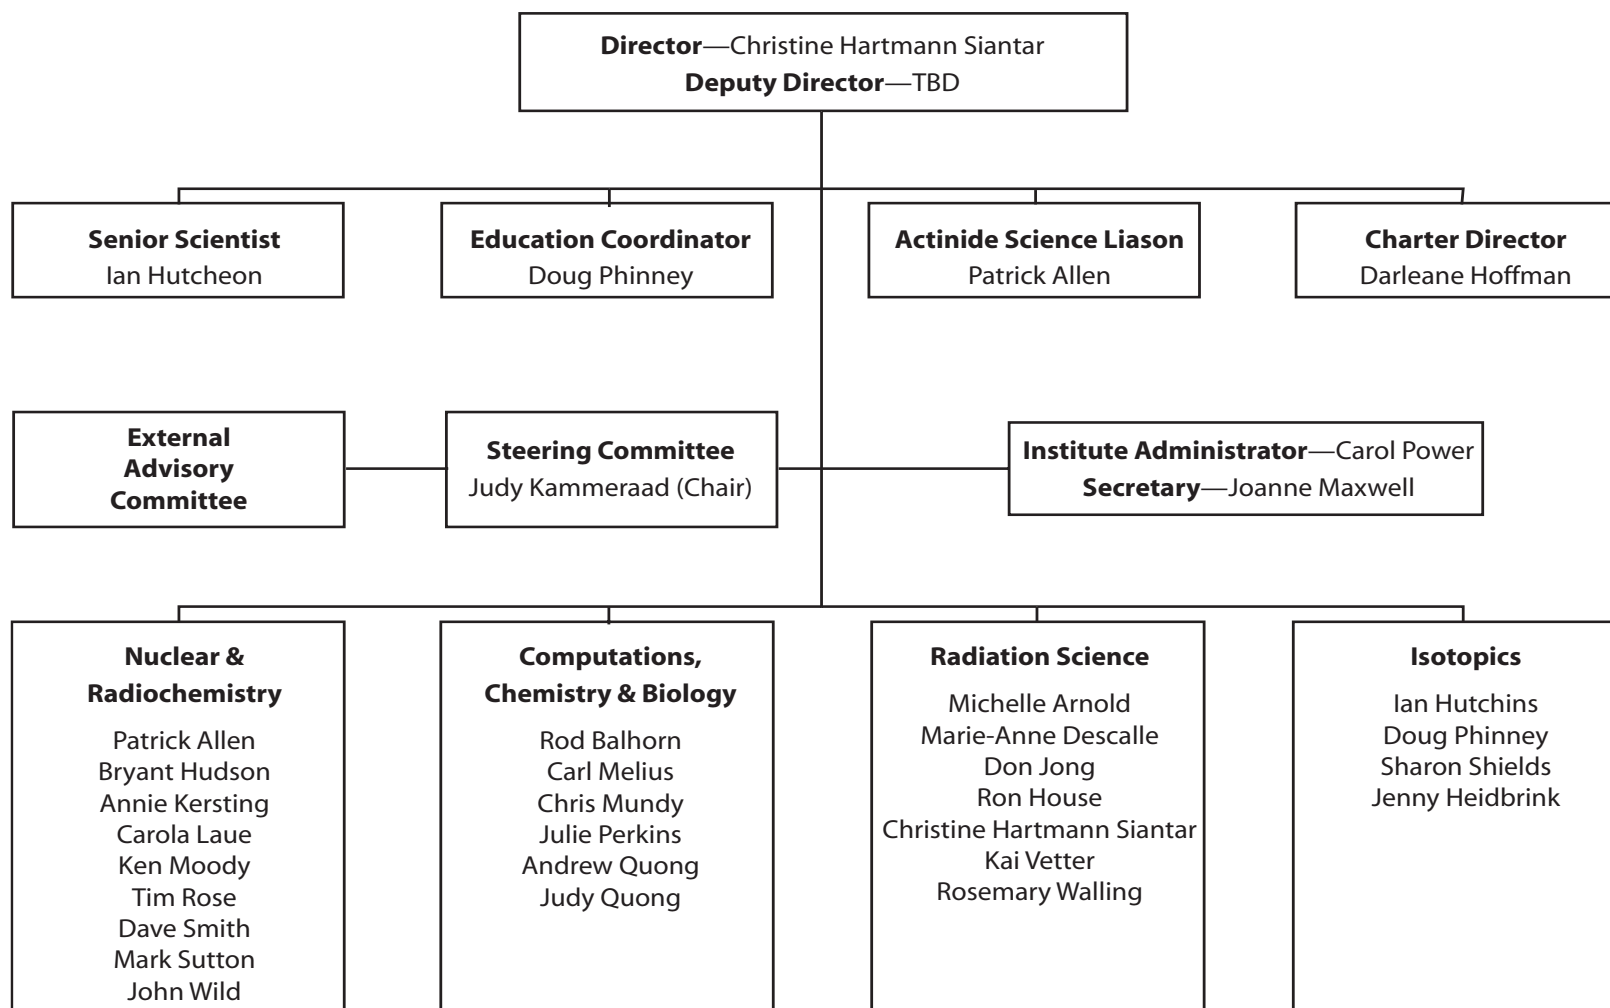 Director—Christine Hartmann Siantar
Deputy Director—TBD
Senior Scientist
Ian Hutcheon
Education Coordinator
Doug Phinney
Actinide Science Liason
Patrick Allen
Charter Director
Darleane Hoffman
External
Advisory
Committee
Steering Committee
Judy Kammeraad (Chair)
Institute Administrator—Carol Power
Secretary—Joanne Maxwell
Nuclear &
Radiochemistry
Patrick Allen
Bryant Hudson
Annie Kersting
Carola Laue
Ken Moody
Tim Rose
Dave Smith
Mark Sutton
John Wild
Computations,
Chemistry & Biology
Rod Balhorn
Carl Melius
Chris Mundy
Julie Perkins
Andrew Quong
Judy Quong
Radiation Science
Michelle Arnold
Marie-Anne Descalle
Don Jong
Ron House
Christine Hartmann Siantar
Kai Vetter
Rosemary Walling
Isotopics
Ian Hutchins
Doug Phinney
Sharon Shields
Jenny Heidbrink